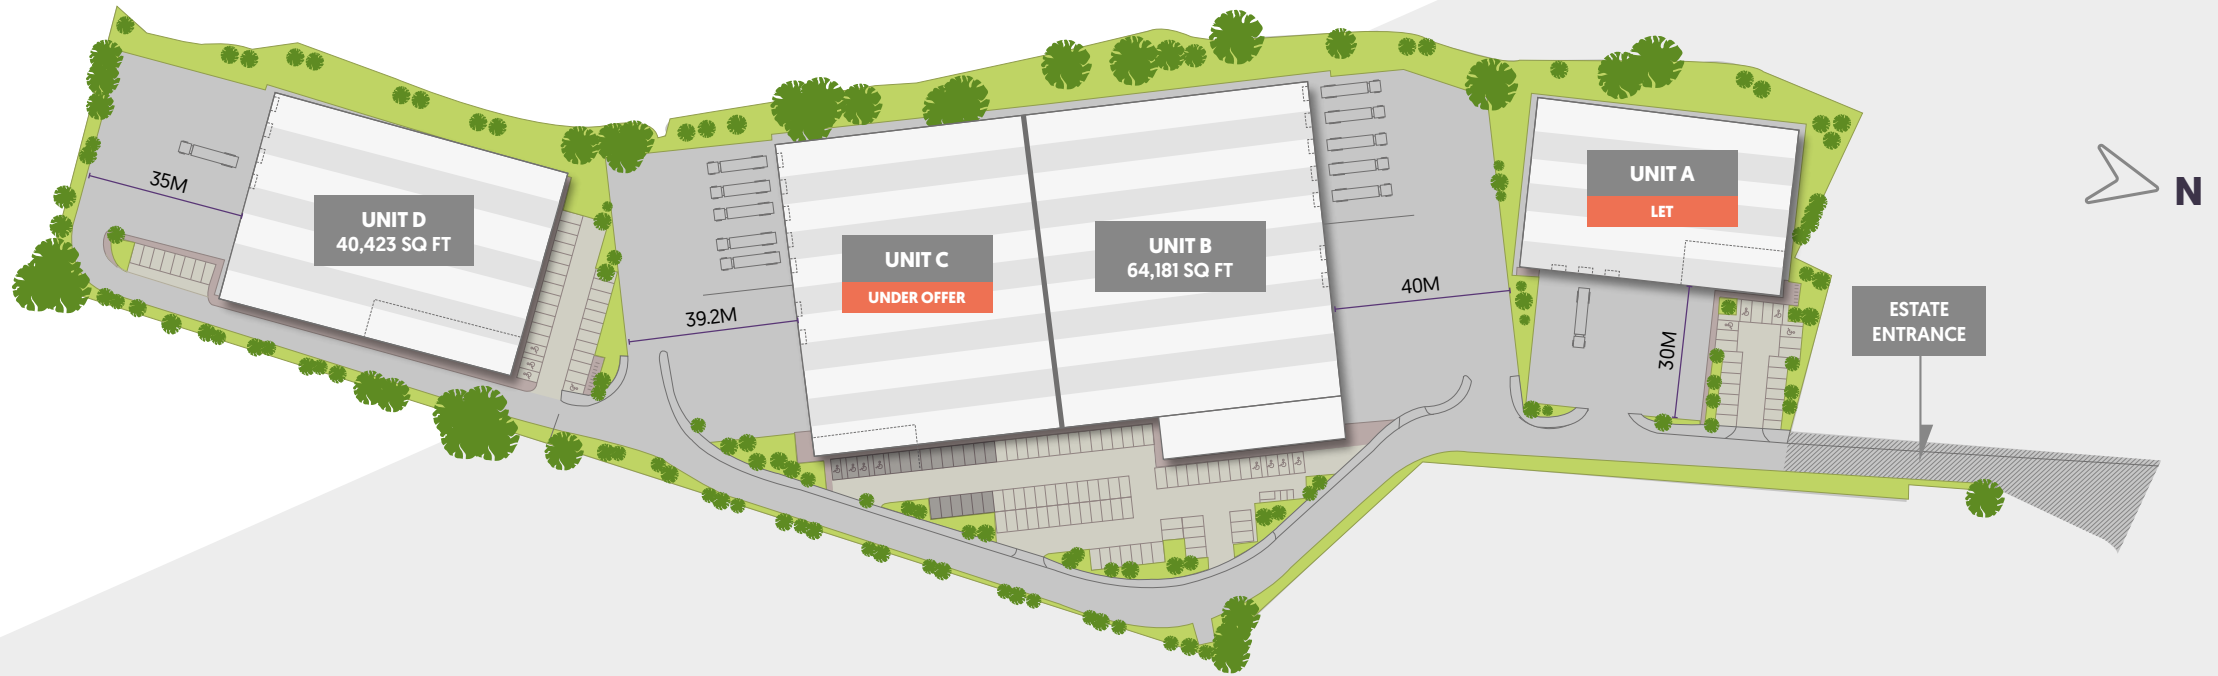 35M
UNIT D
40,423 SQ FT
39.2M
UNIT C
UNDER OFFER
UNIT B
64,181 SQ FT
40M
UNIT A
LET
30M
ESTATE
ENTRANCE
N